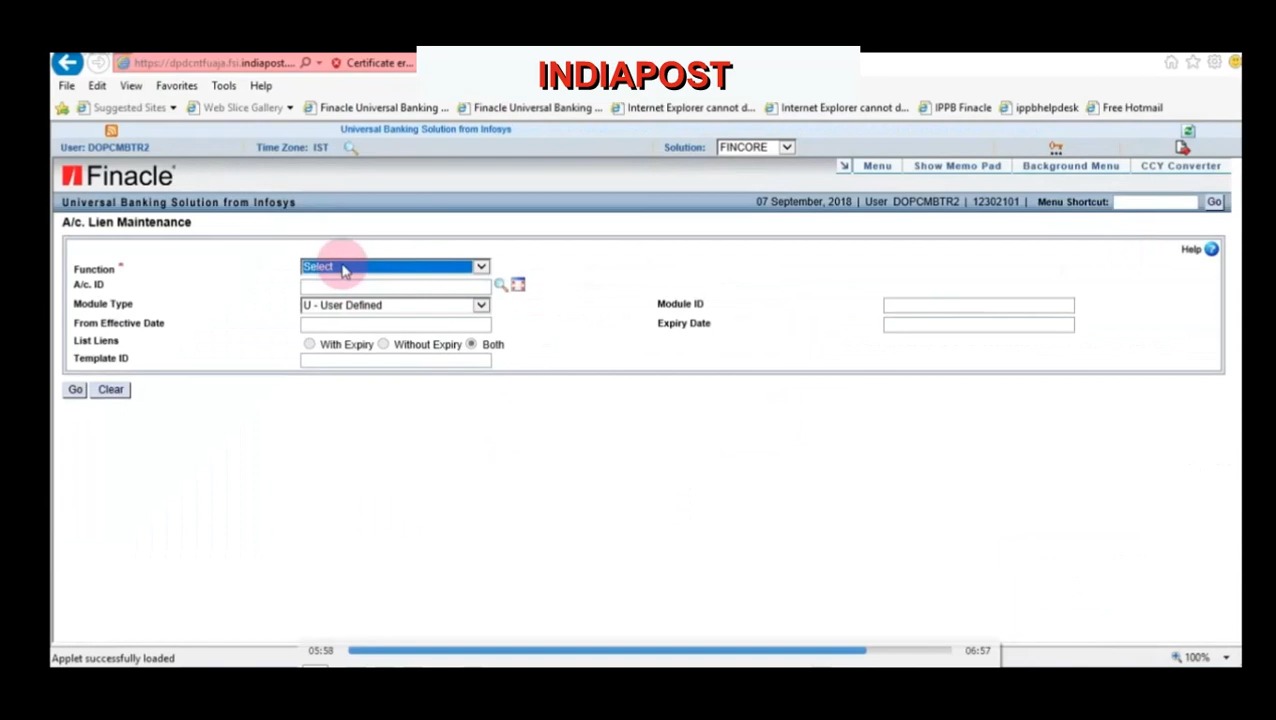 INDIAPOST
https://dpdcntfuaja.fsi.indiapost.... Certificate er...
File Edit View Favorites Tools Help
Suggested Sites Web Slice Gallery Finacle Universal Banking ... Finacle Universal Banking ... Internet Explorer cannot d... Internet Explorer cannot d... IPPB Finacle ippbhelpdesk Free Hotmail
Universal Banking Solution from Infosys
User: DOPCMBTR2 Time Zone: IST Solution: FINCORE
Finacle Menu Show Memo Pad Background Menu CCY Converter
Universal Banking Solution from Infosys 07 September, 2018 | User DOPCMBTR2 | 12302101 | Menu Shortcut: Go
A/c. Lien Maintenance
Help ?
Function * Select
A/c. ID
Module Type U - User Defined Module ID
From Effective Date Expiry Date
List Liens With Expiry Without Expiry Both
Template ID
Go Clear
05:58 06:57
Applet successfully loaded 100%